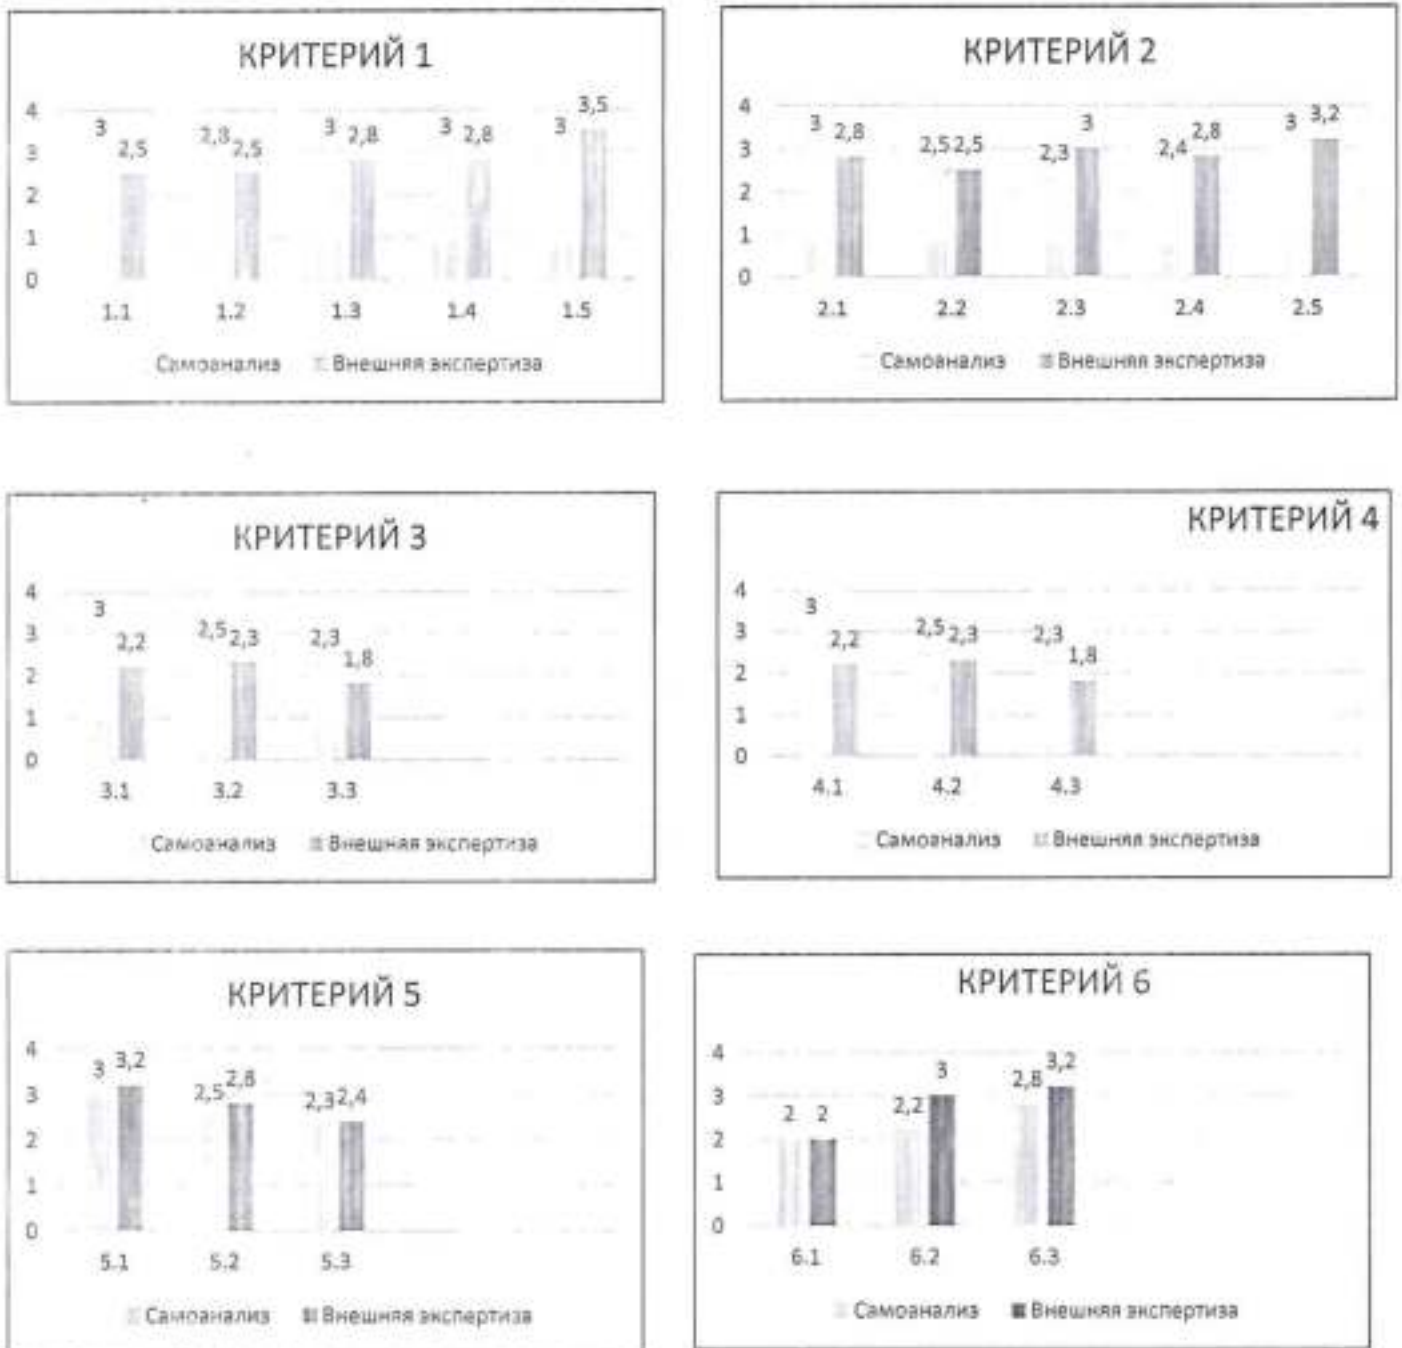 КРИТЕРИЙ 1
4
3
2
1
0
3 2,5
2,3 2,5
3 2,8
3 2,8
3 3,5
1.1 1.2 1.3 1.4 1.5
Самоанализ Внешняя экспертиза
КРИТЕРИЙ 2
4
3
2
1
0
3 2,8
2,5 2,5
2,3 3
2,4 2,8
3 3,2
2.1 2.2 2.3 2.4 2.5
Самоанализ Внешняя экспертиза
КРИТЕРИЙ 3
4
3
2
1
0
3 2,2
2,5 2,3
2,3 1,8
3.1 3.2 3.3
Самоанализ Внешняя экспертиза
КРИТЕРИЙ 4
4
3
2
1
0
3 2,2
2,5 2,3
2,3 1,8
4.1 4.2 4.3
Самоанализ Внешняя экспертиза
КРИТЕРИЙ 5
4
3
2
1
0
3 3,2
2,5 2,8
2,3 2,4
5.1 5.2 5.3
Самоанализ Внешняя экспертиза
КРИТЕРИЙ 6
4
3
2
1
0
2 2
2,2 3
2,8 3,2
6.1 6.2 6.3
Самоанализ Внешняя экспертиза